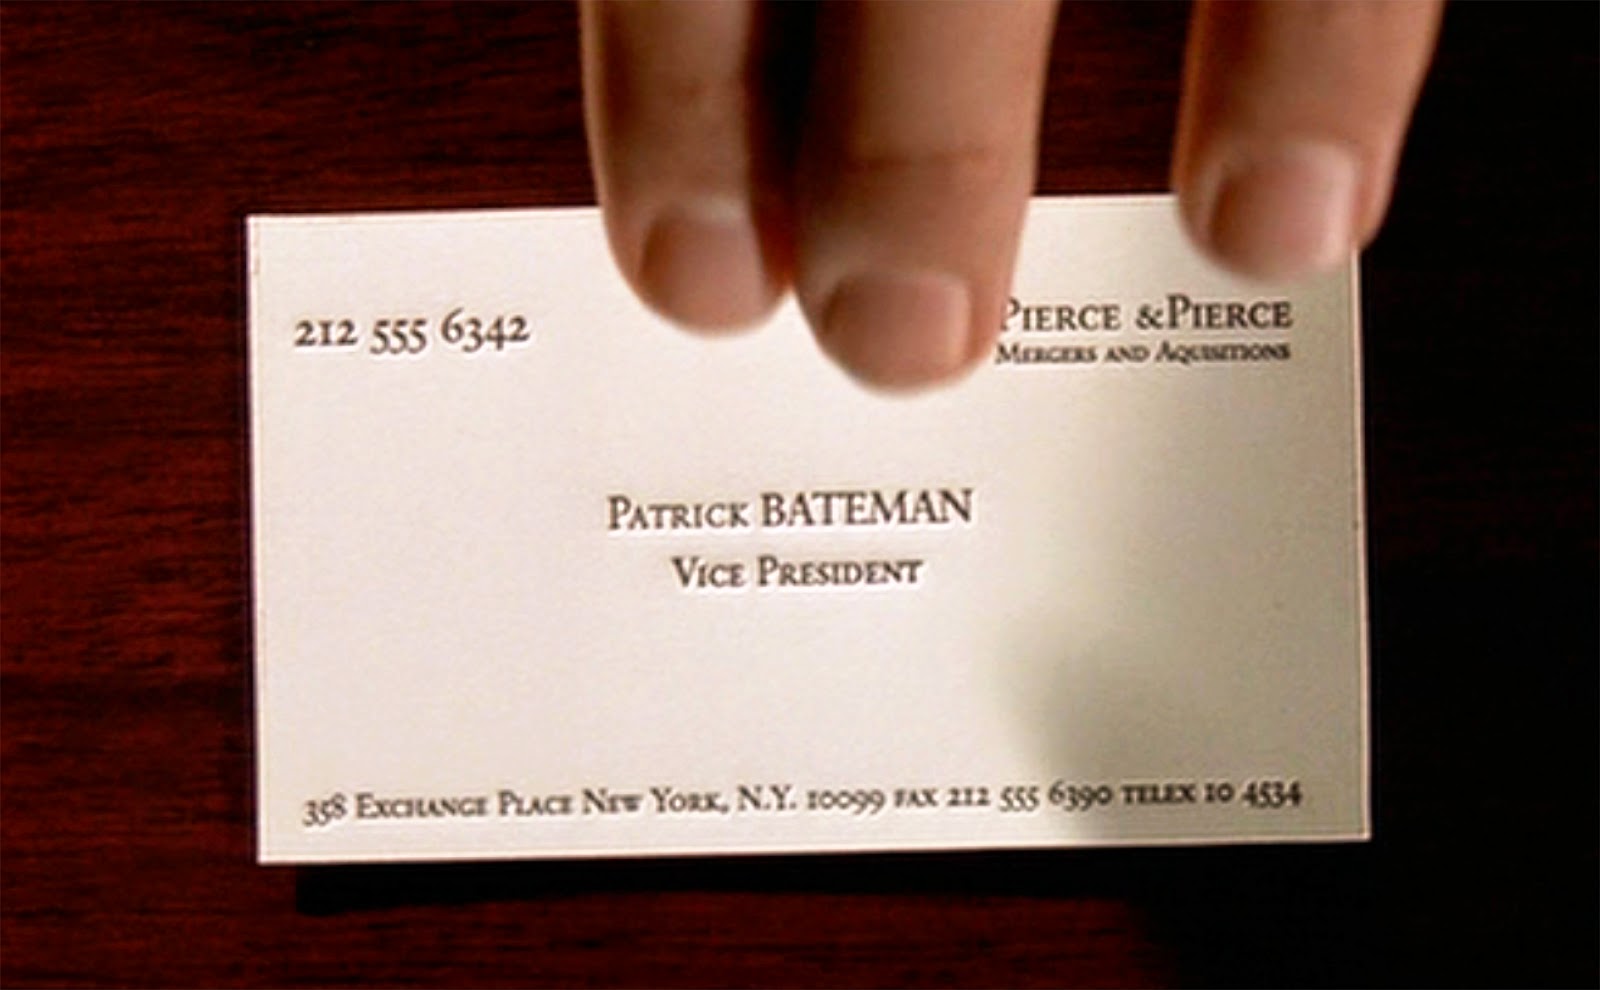 212 555 6342
PIERCE &PIERCE
MERGERS AND AQUISITIONS
PATRICK BATEMAN
VICE PRESIDENT
358 EXCHANGE PLACE NEW YORK, N.Y. 10099 FAX 212 555 6390 TELEX 10 4534